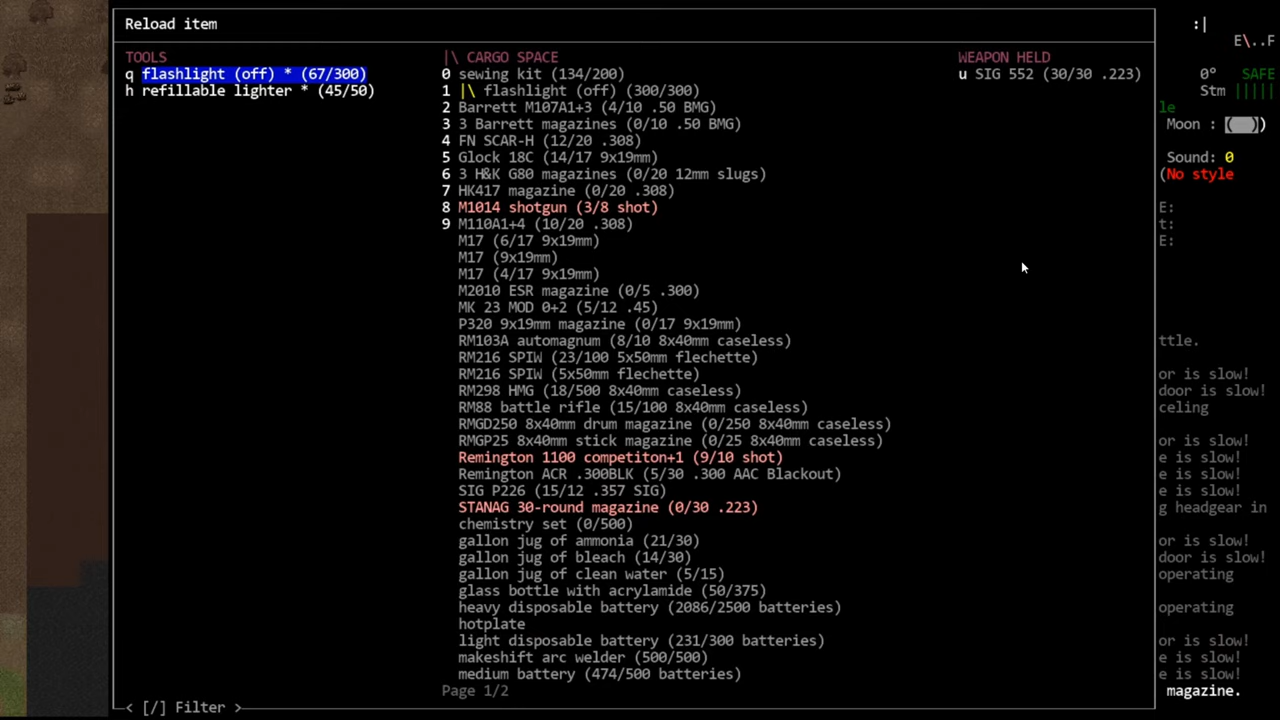 Reload item
TOOLS
q flashlight (off) * (67/300)
h refillable lighter * (45/50)
|\ CARGO SPACE
0 sewing kit (134/200)
1 |\ flashlight (off) (300/300)
2 Barrett M107A1+3 (4/10 .50 BMG)
3 3 Barrett magazines (0/10 .50 BMG)
4 FN SCAR-H (12/20 .308)
5 Glock 18C (14/17 9x19mm)
6 3 H&K G80 magazines (0/20 12mm slugs)
7 HK417 magazine (0/20 .308)
8 M1014 shotgun (3/8 shot)
9 M110A1+4 (10/20 .308)
M17 (6/17 9x19mm)
M17 (9x19mm)
M17 (4/17 9x19mm)
M2010 ESR magazine (0/5 .300)
MK 23 MOD 0+2 (5/12 .45)
P320 9x19mm magazine (0/17 9x19mm)
RM103A automagnum (8/10 8x40mm caseless)
RM216 SPIW (23/100 5x50mm flechette)
RM216 SPIW (5x50mm flechette)
RM298 HMG (18/500 8x40mm caseless)
RM88 battle rifle (15/100 8x40mm caseless)
RMGD250 8x40mm drum magazine (0/250 8x40mm caseless)
RMGP25 8x40mm stick magazine (0/25 8x40mm caseless)
Remington 1100 competiton+1 (9/10 shot)
Remington ACR .300BLK (5/30 .300 AAC Blackout)
SIG P226 (15/12 .357 SIG)
STANAG 30-round magazine (0/30 .223)
chemistry set (0/500)
gallon jug of ammonia (21/30)
gallon jug of bleach (14/30)
gallon jug of clean water (5/15)
glass bottle with acrylamide (50/375)
heavy disposable battery (2086/2500 batteries)
hotplate
light disposable battery (231/300 batteries)
makeshift arc welder (500/500)
medium battery (474/500 batteries)
Page 1/2
WEAPON HELD
u SIG 552 (30/30 .223)
< [/] Filter >
:|
E\..F
0° SAFE
Stm |||||
le
Moon : (  ))
Sound: 0
(No style
E:
t:
E:
ttle.
or is slow!
door is slow!
celing
or is slow!
e is slow!
e is slow!
e is slow!
g headgear in
or is slow!
door is slow!
operating
operating
or is slow!
e is slow!
e is slow!
magazine.